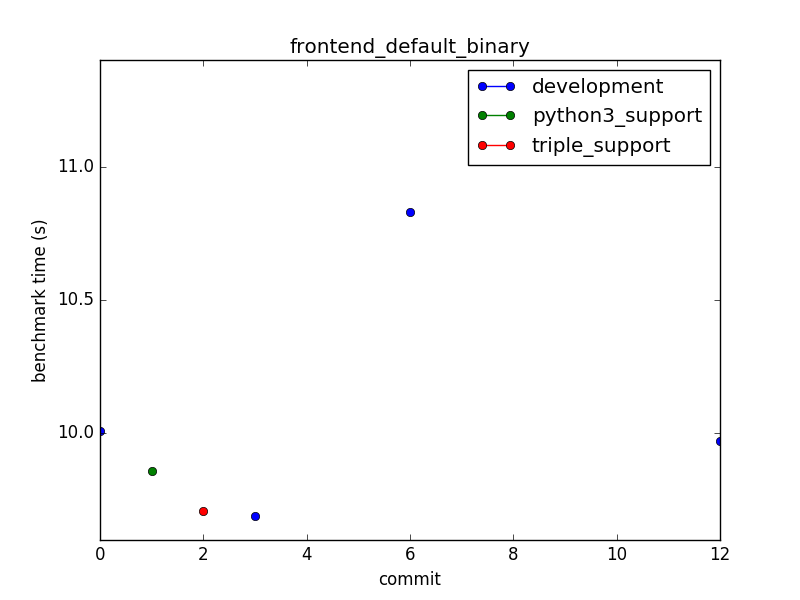 frontend_default_binary
development
python3_support
triple_support
11.0
10.5
10.0
benchmark time (s)
0 2 4 6 8 10 12
commit